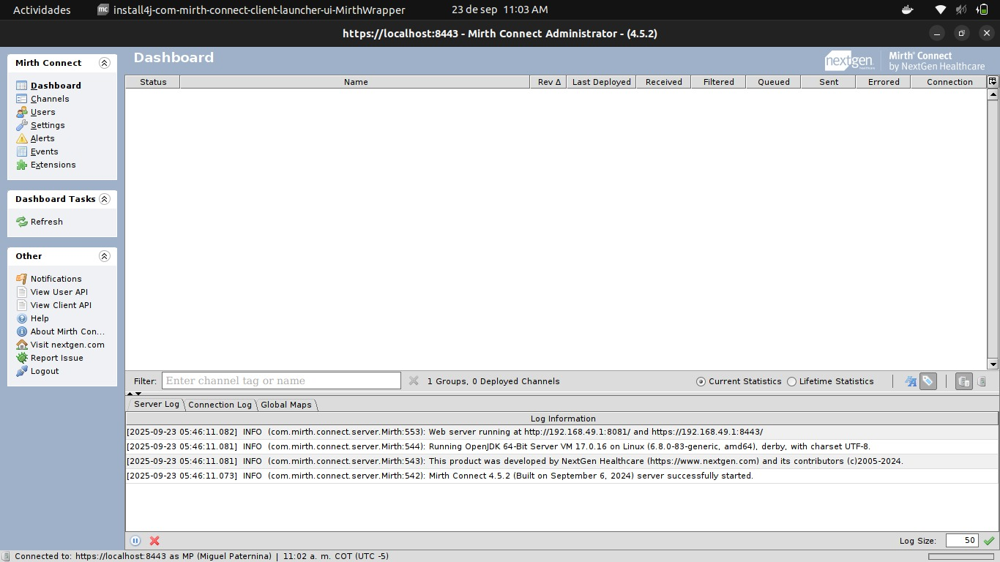 Actividades install4j-com-mirth-connect-client-launcher-ui-MirthWrapper 23 de sep 11:03 AM
https://localhost:8443 - Mirth Connect Administrator - (4.5.2)
Mirth Connect
Dashboard
Channels
Users
Settings
Alerts
Events
Extensions
Dashboard Tasks
Refresh
Other
Notifications
View User API
View Client API
Help
About Mirth Con...
Visit nextgen.com
Report Issue
Logout
Dashboard
nextgen healthcare
Mirth® Connect
by NextGen Healthcare
Status Name Rev Δ Last Deployed Received Filtered Queued Sent Errored Connection
Filter: Enter channel tag or name 1 Groups, 0 Deployed Channels Current Statistics Lifetime Statistics
Server Log Connection Log Global Maps
Log Information
[2025-09-23 05:46:11.082] INFO (com.mirth.connect.server.Mirth:553): Web server running at http://192.168.49.1:8081/ and https://192.168.49.1:8443/
[2025-09-23 05:46:11.081] INFO (com.mirth.connect.server.Mirth:544): Running OpenJDK 64-Bit Server VM 17.0.16 on Linux (6.8.0-83-generic, amd64), derby, with charset UTF-8.
[2025-09-23 05:46:11.081] INFO (com.mirth.connect.server.Mirth:543): This product was developed by NextGen Healthcare (https://www.nextgen.com) and its contributors (c)2005-2024.
[2025-09-23 05:46:11.073] INFO (com.mirth.connect.server.Mirth:542): Mirth Connect 4.5.2 (Built on September 6, 2024) server successfully started.
Log Size: 50
Connected to: https://localhost:8443 as MP (Miguel Paternina) | 11:02 a. m. COT (UTC -5)